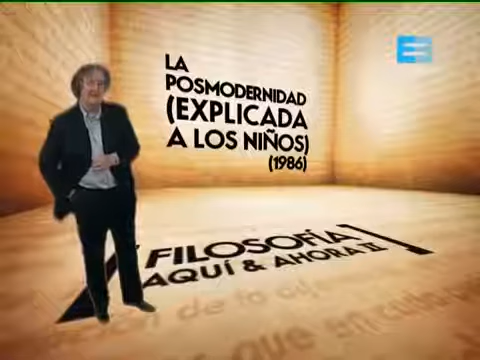 LA
POSMODERNIDAD
(EXPLICADA
A LOS NIÑOS)
(1986)
[FILOSOFÍA
AQUÍ & AHORA II]